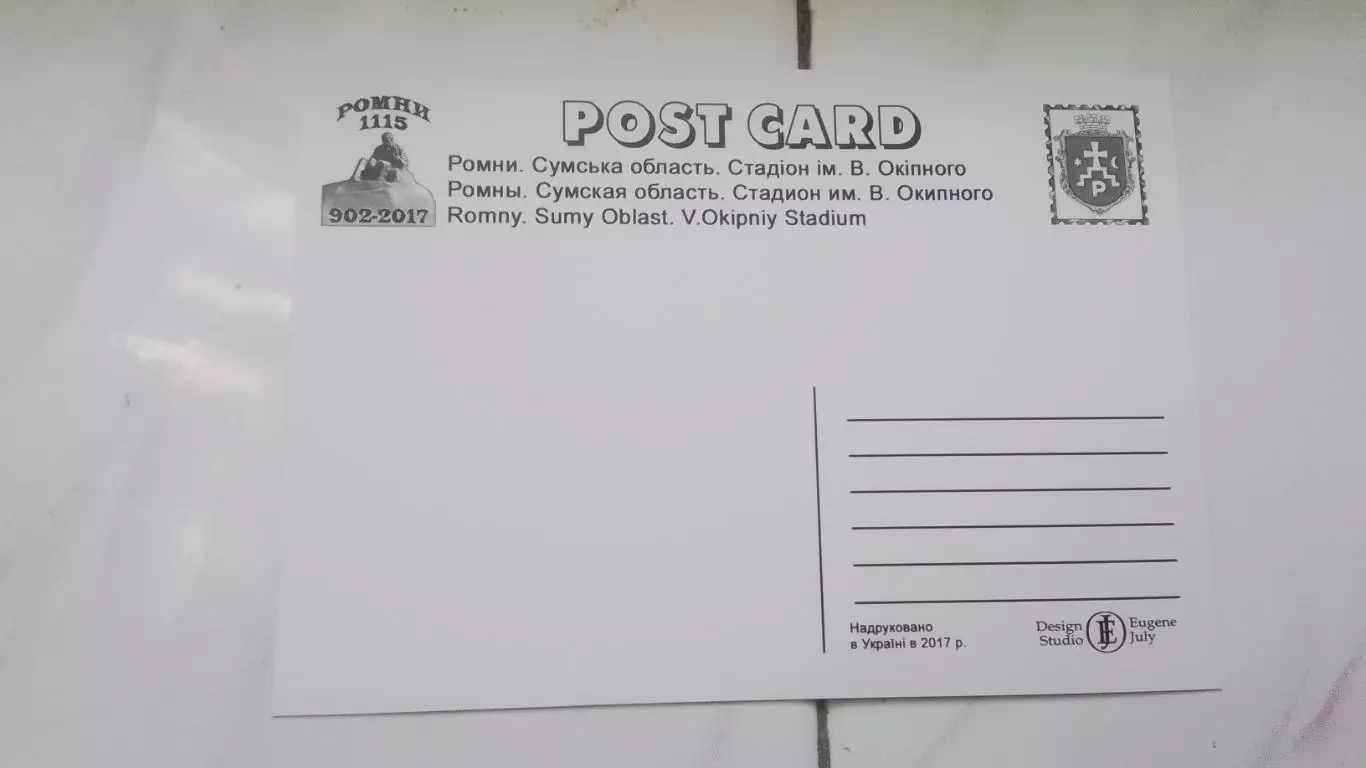 РОМНИ
1115
902-2017
POST CARD
Ромни. Сумська область. Стадіон ім. В. Окіпного
Ромны. Сумская область. Стадион им. В. Окипного
Romny. Sumy Oblast. V.Okipniy Stadium
Р
Надруковано
в Україні в 2017 р.
Design
Studio
Eugene
July